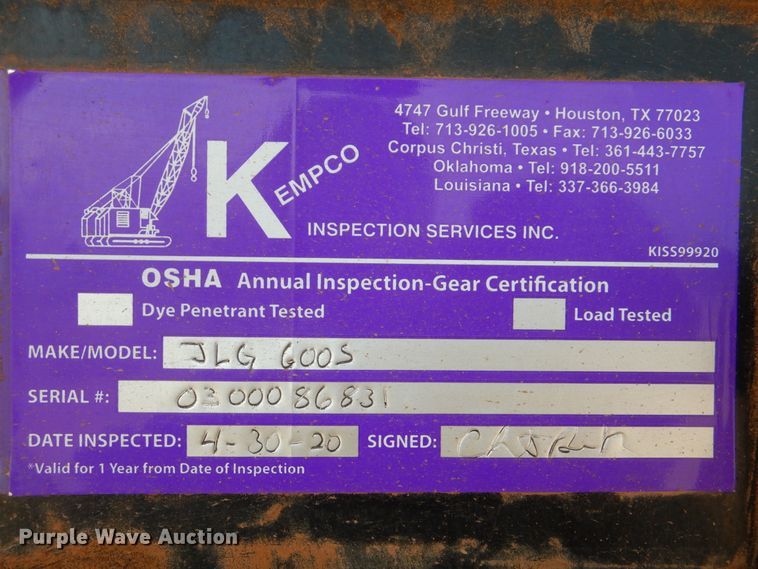 4747 Gulf Freeway • Houston, TX 77023
Tel: 713-926-1005 • Fax: 713-926-6033
Corpus Christi, Texas • Tel: 361-443-7757
Oklahoma • Tel: 918-200-5511
Louisiana • Tel: 337-366-3984
KEMPCO
INSPECTION SERVICES INC.
KISS99920
OSHA Annual Inspection-Gear Certification
Dye Penetrant Tested Load Tested
MAKE/MODEL: JLG 600S
SERIAL #: 0300086831
DATE INSPECTED: 4-30-20 SIGNED:
*Valid for 1 Year from Date of Inspection
Purple Wave Auction